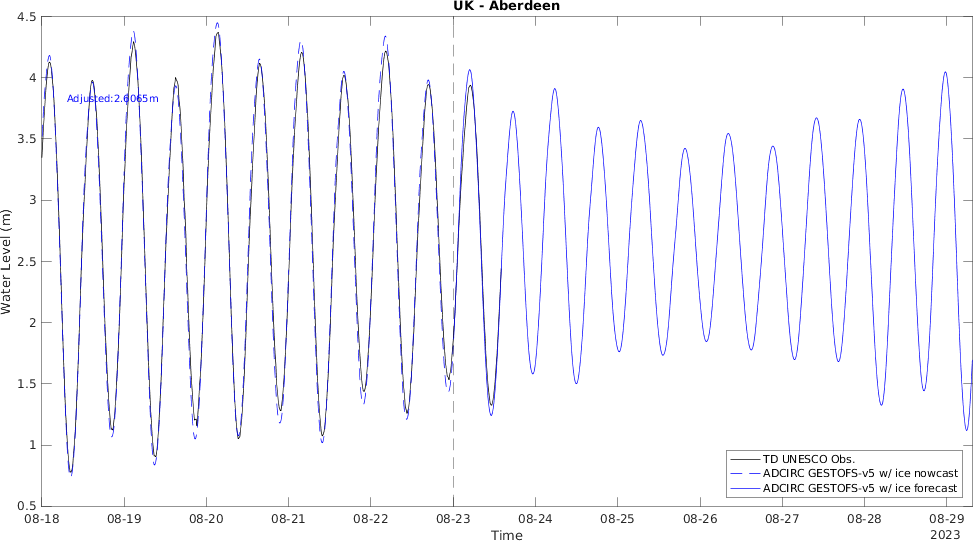 UK - Aberdeen
4.5
4
3.5
3
2.5
2
1.5
1
0.5
Water Level (m)
Adjusted:2.6065m
TD UNESCO Obs.
ADCIRC GESTOFS-v5 w/ ice nowcast
ADCIRC GESTOFS-v5 w/ ice forecast
08-18 08-19 08-20 08-21 08-22 08-23 08-24 08-25 08-26 08-27 08-28 08-29
2023
Time